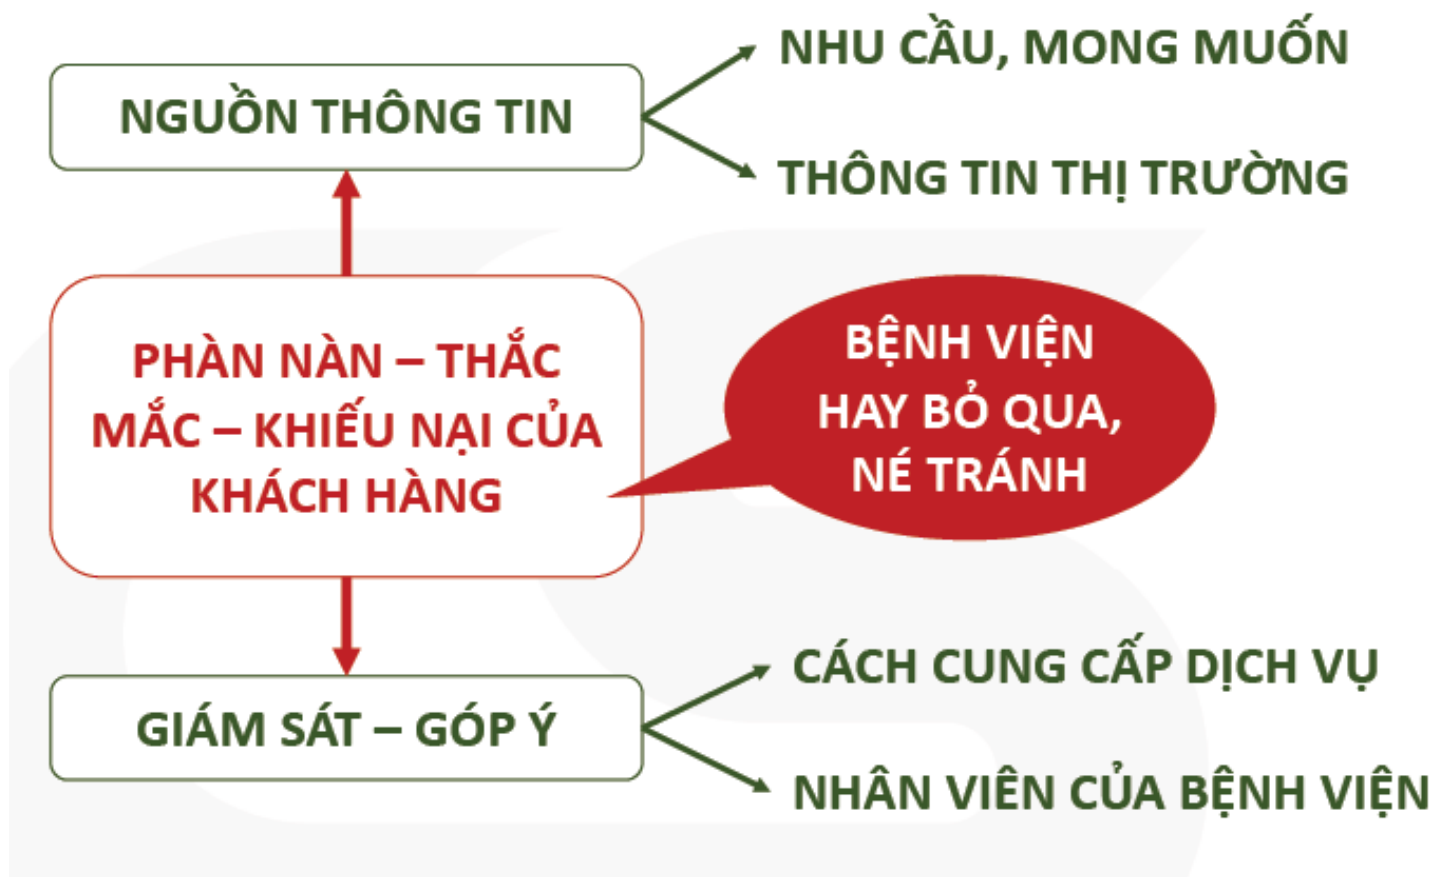 NHU CẦU, MONG MUỐN
NGUỒN THÔNG TIN
THÔNG TIN THỊ TRƯỜNG
PHÀN NÀN – THẮC
MẮC – KHIẾU NẠI CỦA
KHÁCH HÀNG
BỆNH VIỆN
HAY BỎ QUA,
NÉ TRÁNH
CÁCH CUNG CẤP DỊCH VỤ
GIÁM SÁT – GÓP Ý
NHÂN VIÊN CỦA BỆNH VIỆN